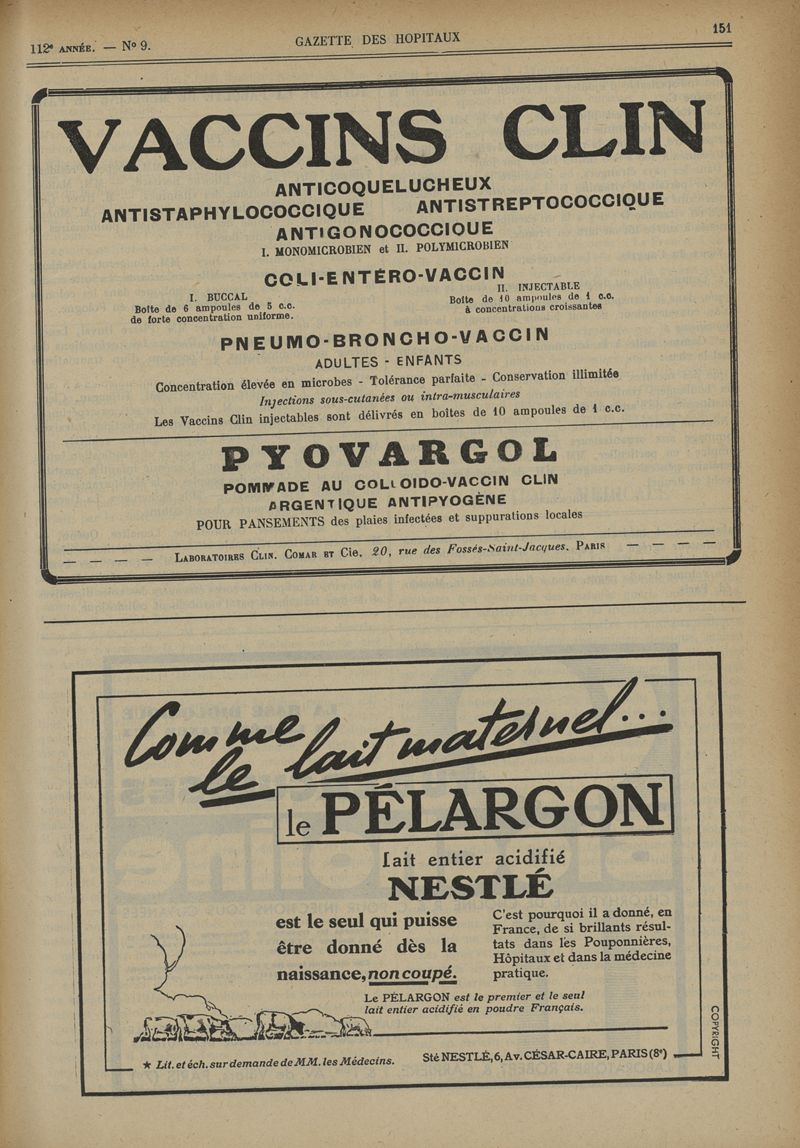 112e ANNÉE. — No 9.
GAZETTE DES HOPITAUX
151
VACCINS CLIN
ANTICOQUELUCHEUX
ANTISTAPHYLOCOCCIQUE ANTISTREPTOCOCCIQUE
ANTIGONOCOCCIQUE
I. MONOMICROBIEN et II. POLYMICROBIEN
COLI-ENTÉRO-VACCIN
I. BUCCAL
Boîte de 6 ampoules de 5 c.c.
de forte concentration uniforme.
II. INJECTABLE
Boîte de 10 ampoules de 1 c.c.
à concentrations croissantes
PNEUMO-BRONCHO-VACCIN
ADULTES - ENFANTS
Concentration élevée en microbes - Tolérance parfaite - Conservation illimitée
Injections sous-cutanées ou intra-musculaires
Les Vaccins Clin injectables sont délivrés en boîtes de 10 ampoules de 1 c.c.
PYOVARGOL
POMMADE AU COLLOIDO-VACCIN CLIN
ARGENTIQUE ANTIPYOGÈNE
POUR PANSEMENTS des plaies infectées et suppurations locales
— — — — LABORATOIRES CLIN. COMAR ET Cie. 20, rue des Fossés-Saint-Jacques. PARIS — — — —
Comme
le lait maternel...
le PÉLARGON
lait entier acidifié
NESTLÉ
est le seul qui puisse
être donné dès la
naissance, non coupé.
C'est pourquoi il a donné, en
France, de si brillants résul-
tats dans les Pouponnières,
Hôpitaux et dans la médecine
pratique.
Le PÉLARGON est le premier et le seul
lait entier acidifié en poudre Français.
★ Lit. et éch. sur demande de MM. les Médecins.
Sté NESTLÉ, 6, Av. CÉSAR-CAIRE, PARIS (8e)
COPYRIGHT